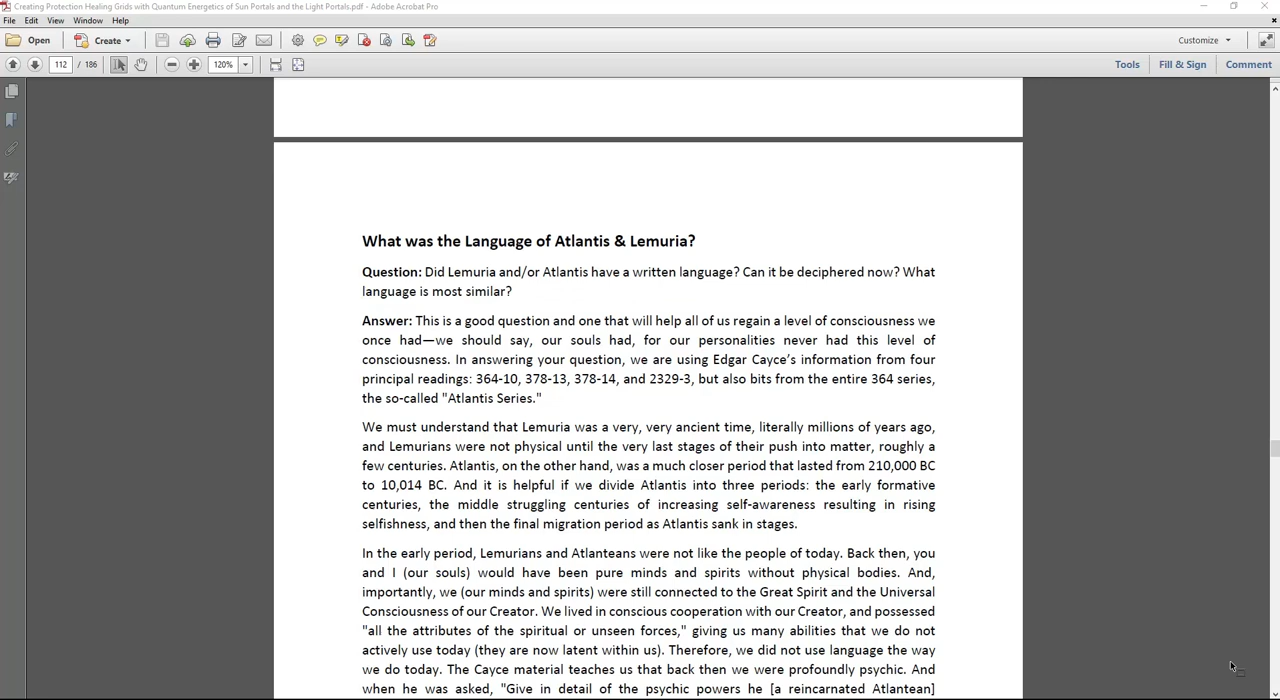 Creating Protection Healing Grids with Quantum Energetics of Sun Portals and the Light Portals.pdf - Adobe Acrobat Pro
File Edit View Window Help
Open Create Customize
112 / 186 120% Tools Fill & Sign Comment
What was the Language of Atlantis & Lemuria?
Question: Did Lemuria and/or Atlantis have a written language? Can it be deciphered now? What
language is most similar?
Answer: This is a good question and one that will help all of us regain a level of consciousness we
once had—we should say, our souls had, for our personalities never had this level of
consciousness. In answering your question, we are using Edgar Cayce's information from four
principal readings: 364-10, 378-13, 378-14, and 2329-3, but also bits from the entire 364 series,
the so-called "Atlantis Series."
We must understand that Lemuria was a very, very ancient time, literally millions of years ago,
and Lemurians were not physical until the very last stages of their push into matter, roughly a
few centuries. Atlantis, on the other hand, was a much closer period that lasted from 210,000 BC
to 10,014 BC. And it is helpful if we divide Atlantis into three periods: the early formative
centuries, the middle struggling centuries of increasing self-awareness resulting in rising
selfishness, and then the final migration period as Atlantis sank in stages.
In the early period, Lemurians and Atlanteans were not like the people of today. Back then, you
and I (our souls) would have been pure minds and spirits without physical bodies. And,
importantly, we (our minds and spirits) were still connected to the Great Spirit and the Universal
Consciousness of our Creator. We lived in conscious cooperation with our Creator, and possessed
"all the attributes of the spiritual or unseen forces," giving us many abilities that we do not
actively use today (they are now latent within us). Therefore, we did not use language the way
we do today. The Cayce material teaches us that back then we were profoundly psychic. And
when he was asked, "Give in detail of the psychic powers he [a reincarnated Atlantean]